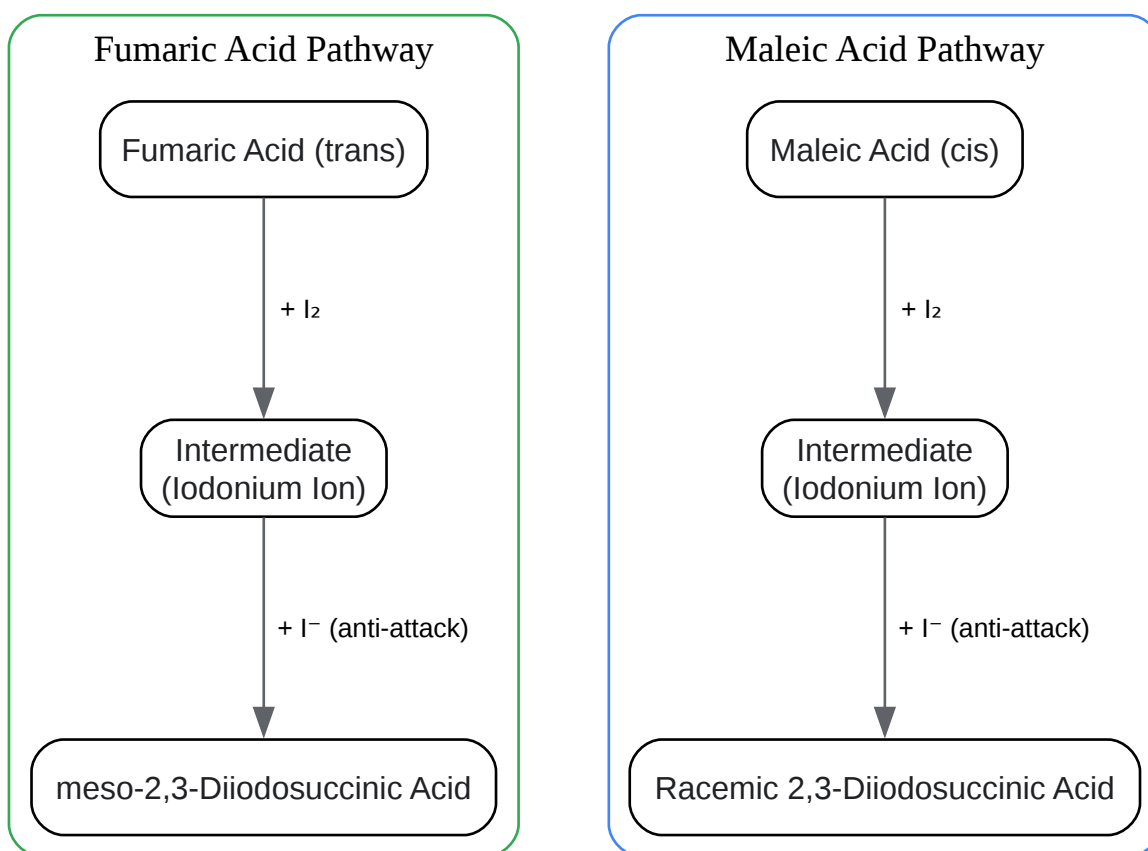 Fumaric Acid Pathway
Fumaric Acid (trans)
+ I₂
Intermediate
(Iodonium Ion)
+ I⁻ (anti-attack)
meso-2,3-Diiodosuccinic Acid
Maleic Acid Pathway
Maleic Acid (cis)
+ I₂
Intermediate
(Iodonium Ion)
+ I⁻ (anti-attack)
Racemic 2,3-Diiodosuccinic Acid